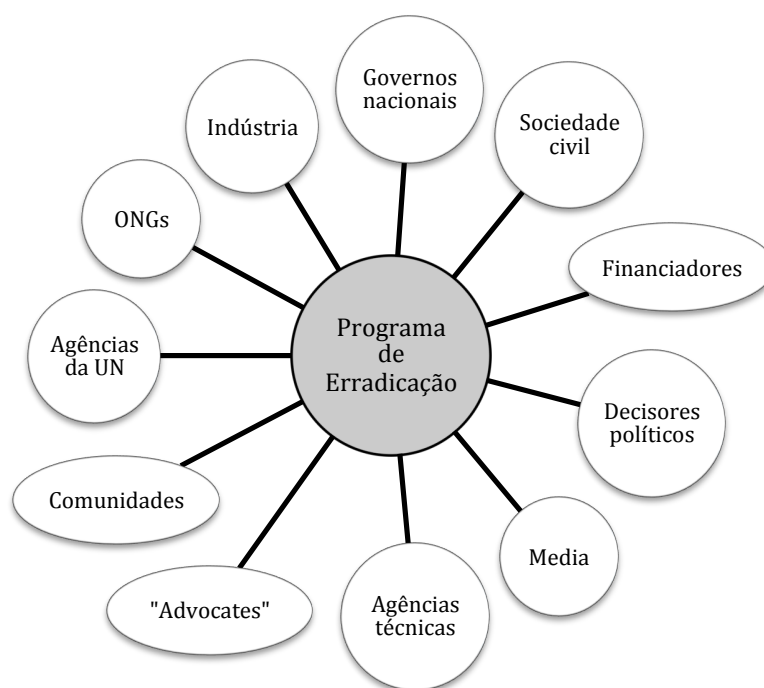 Governos
nacionais
Sociedade
civil
Indústria
ONGs
Financiadores
Programa
de
Erradicação
Agências
da UN
Decisores
políticos
Comunidades
Media
"Advocates"
Agências
técnicas